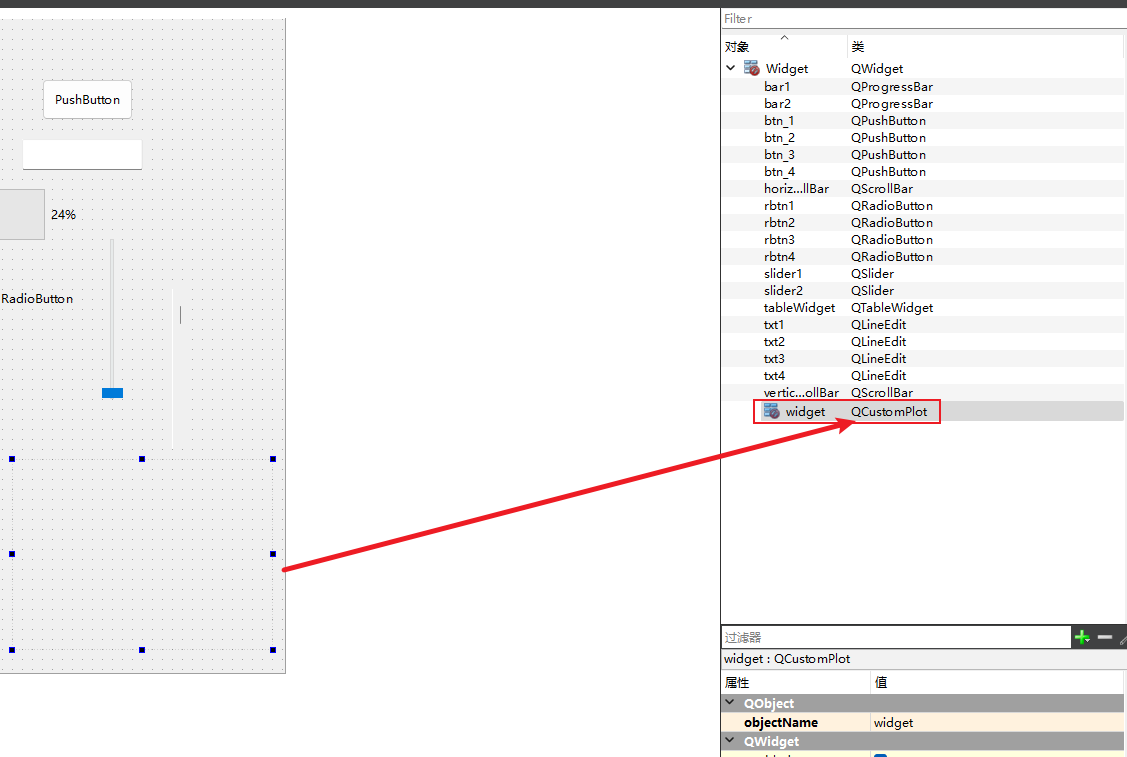 PushButton
24%
RadioButton
Filter
对象 类
Widget QWidget
bar1 QProgressBar
bar2 QProgressBar
btn_1 QPushButton
btn_2 QPushButton
btn_3 QPushButton
btn_4 QPushButton
horiz...llBar QScrollBar
rbtn1 QRadioButton
rbtn2 QRadioButton
rbtn3 QRadioButton
rbtn4 QRadioButton
slider1 QSlider
slider2 QSlider
tableWidget QTableWidget
txt1 QLineEdit
txt2 QLineEdit
txt3 QLineEdit
txt4 QLineEdit
vertic...ollBar QScrollBar
widget QCustomPlot
过滤器
widget : QCustomPlot
属性 值
QObject
objectName widget
QWidget